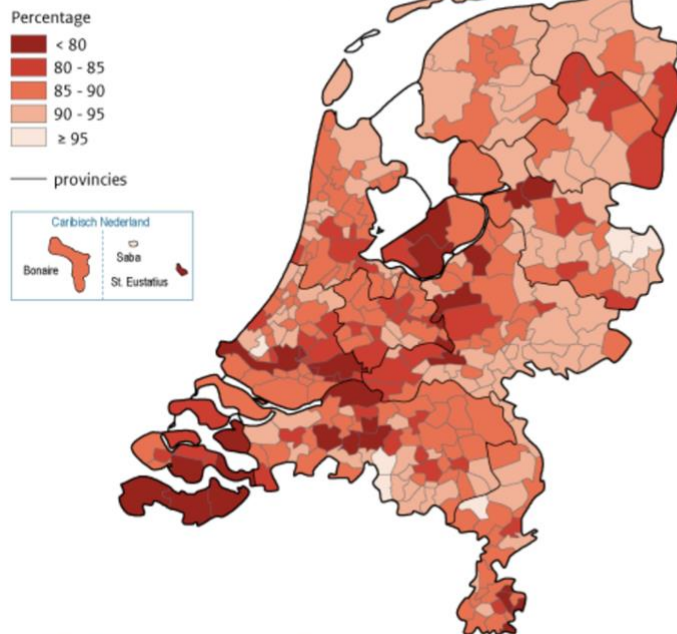 Percentage
< 80
80 - 85
85 - 90
90 - 95
≥ 95
provincies
Caribisch Nederland
Bonaire
Saba
St. Eustatius